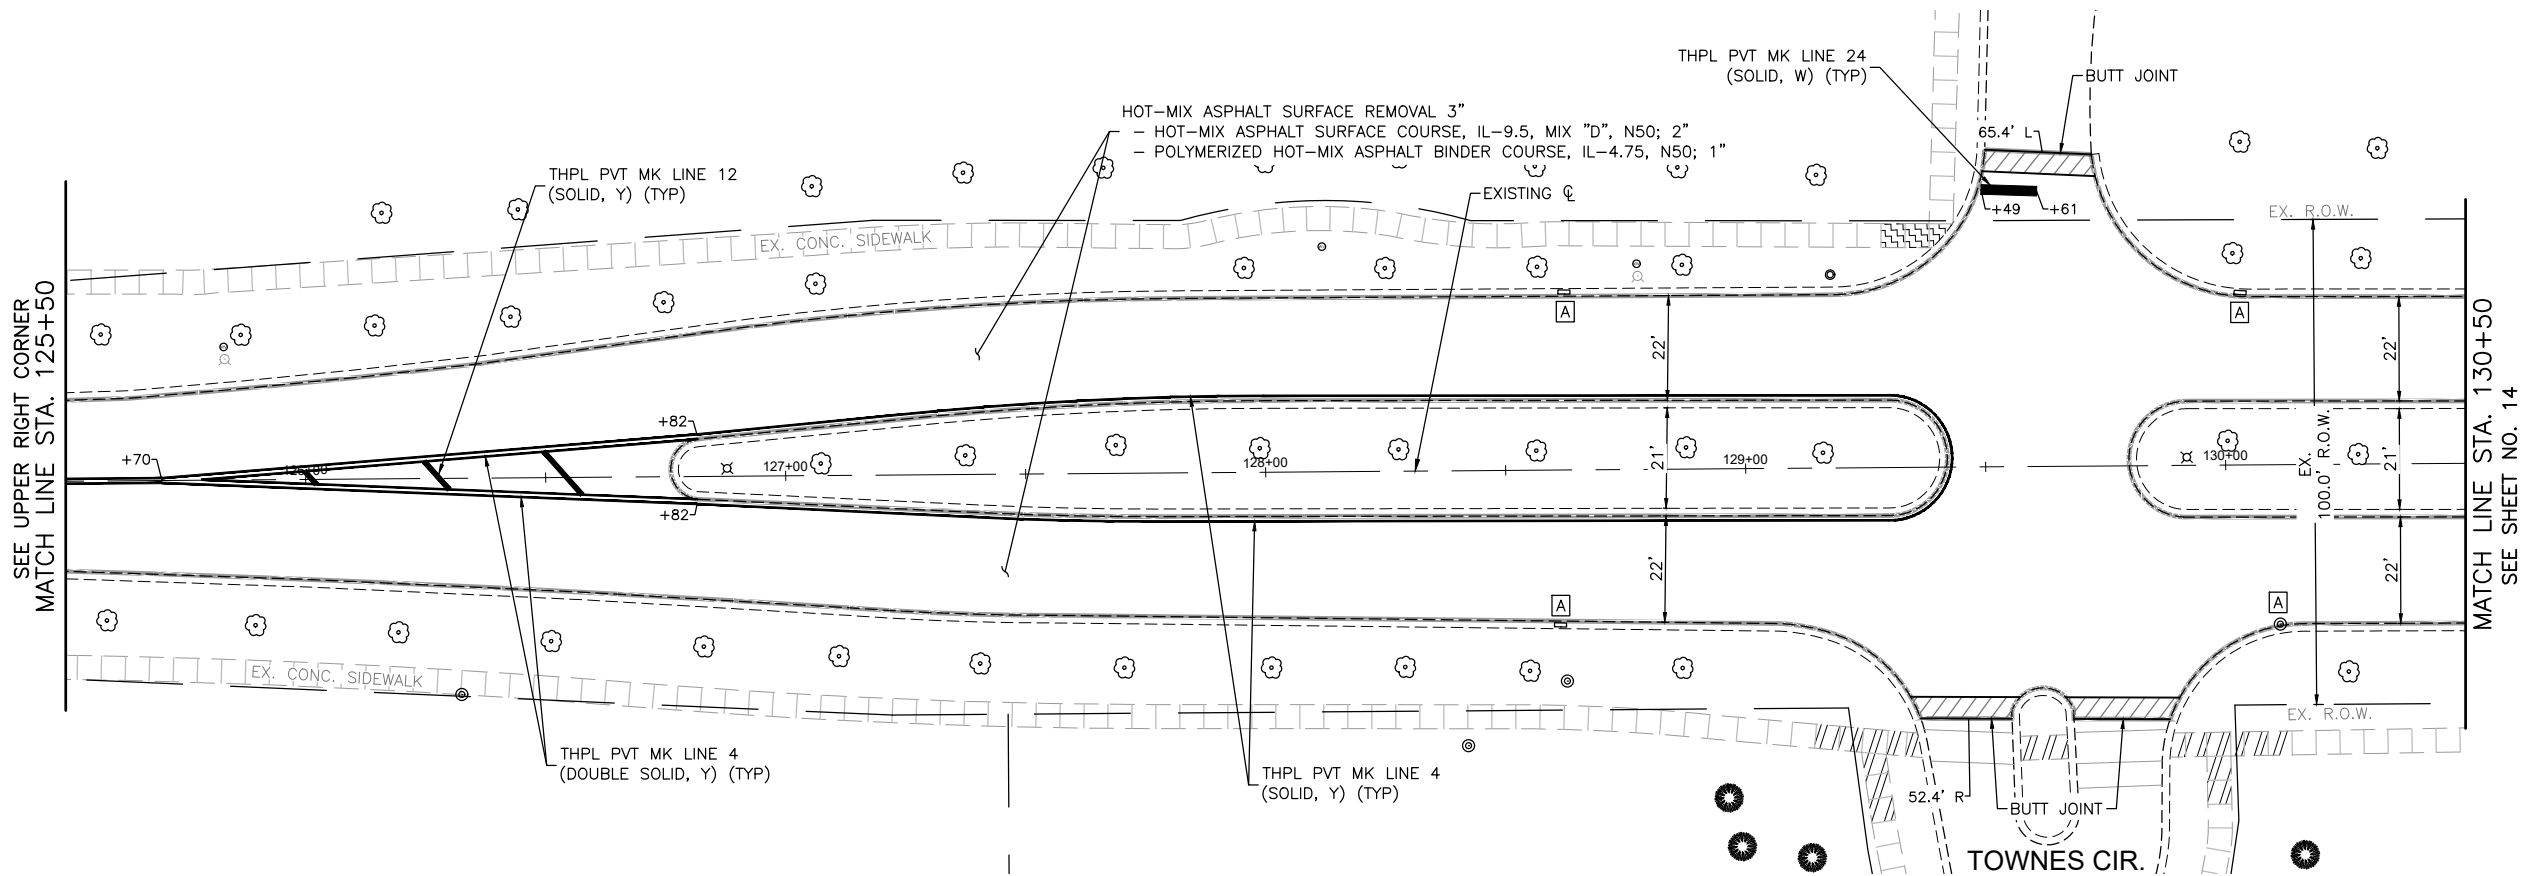 THPL PVT MK LINE 24
(SOLID, W) (TYP)
BUTT JOINT
HOT-MIX ASPHALT SURFACE REMOVAL 3"
- HOT-MIX ASPHALT SURFACE COURSE, IL-9.5, MIX "D", N50; 2"
- POLYMERIZED HOT-MIX ASPHALT BINDER COURSE, IL-4.75, N50; 1"
65.4' L
THPL PVT MK LINE 12
(SOLID, Y) (TYP)
EXISTING ℄
+49
+61
EX. R.O.W.
EX. CONC. SIDEWALK
SEE UPPER RIGHT CORNER
MATCH LINE STA. 125+50
A
A
22'
22'
MATCH LINE STA. 130+50
SEE SHEET NO. 14
+82
+70
126+00
127+00
128+00
129+00
130+00
21'
21'
EX.
100.0' R.O.W.
+82
22'
22'
A
A
EX. CONC. SIDEWALK
EX. R.O.W.
THPL PVT MK LINE 4
(DOUBLE SOLID, Y) (TYP)
THPL PVT MK LINE 4
(SOLID, Y) (TYP)
52.4' R
BUTT JOINT
TOWNES CIR.